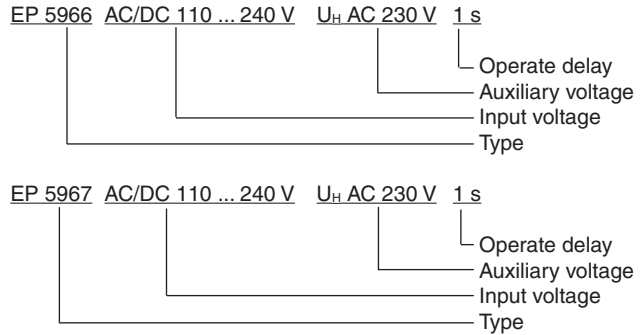 EP 5966 AC/DC 110 ... 240 V UH AC 230 V 1 s
Operate delay
Auxiliary voltage
Input voltage
Type
EP 5967 AC/DC 110 ... 240 V UH AC 230 V 1 s
Operate delay
Auxiliary voltage
Input voltage
Type